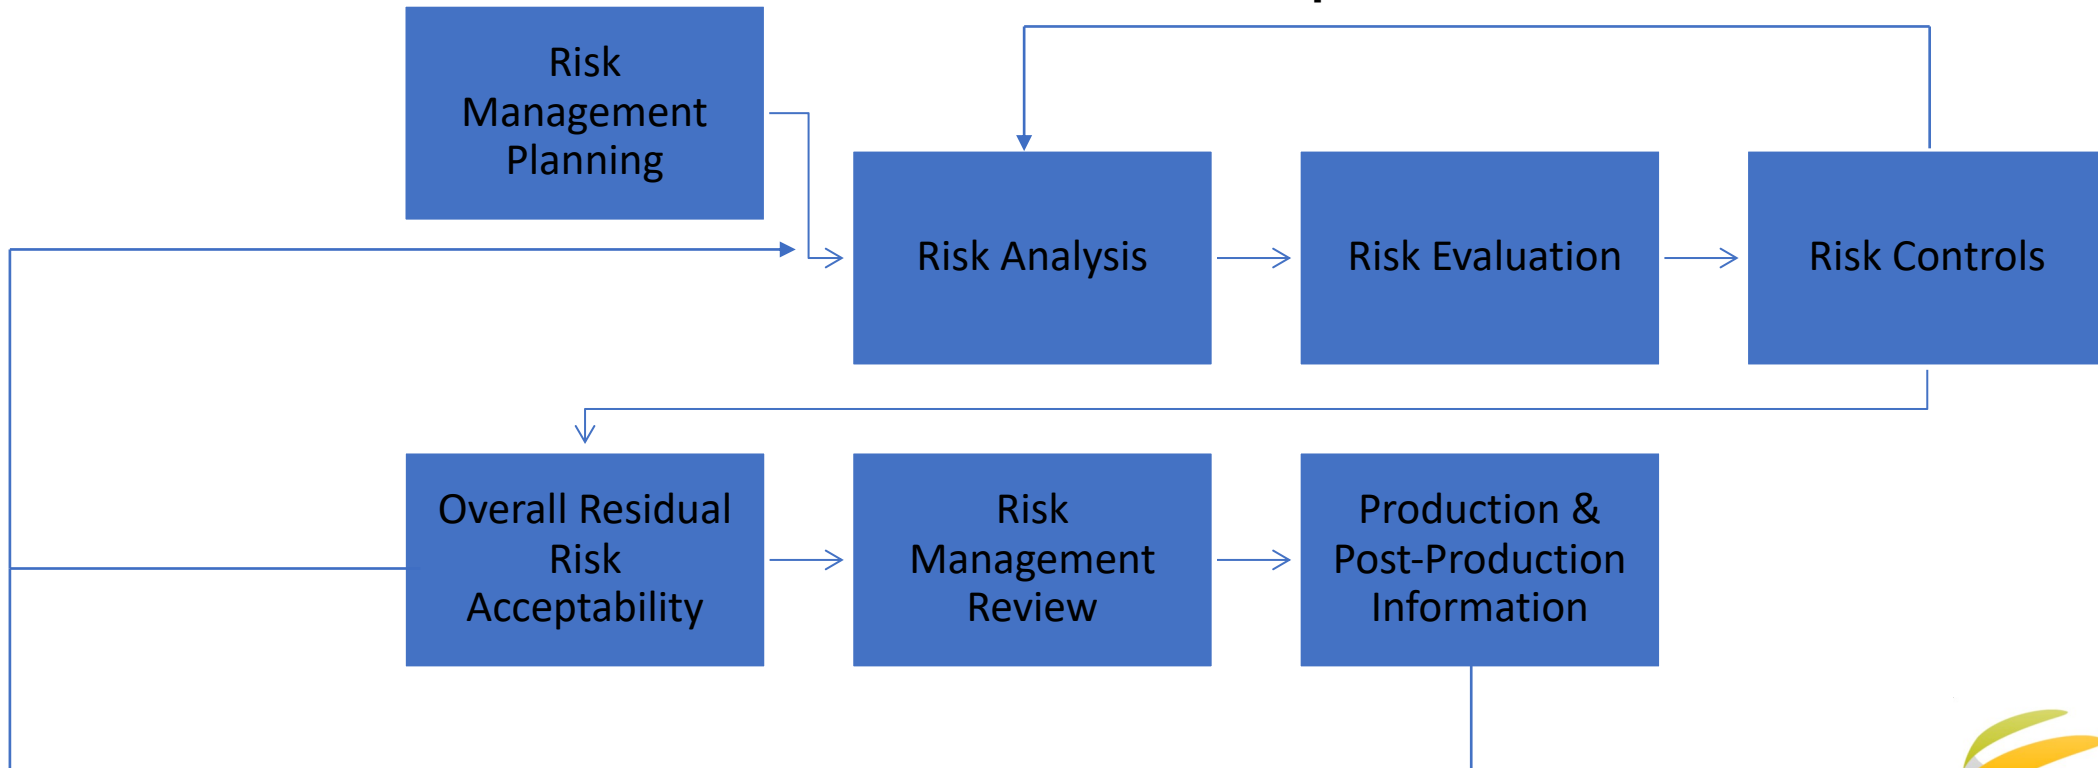 Risk
Management
Planning
Risk Analysis
Risk Evaluation
Risk Controls
Overall Residual
Risk
Acceptability
Risk
Management
Review
Production &
Post-Production
Information